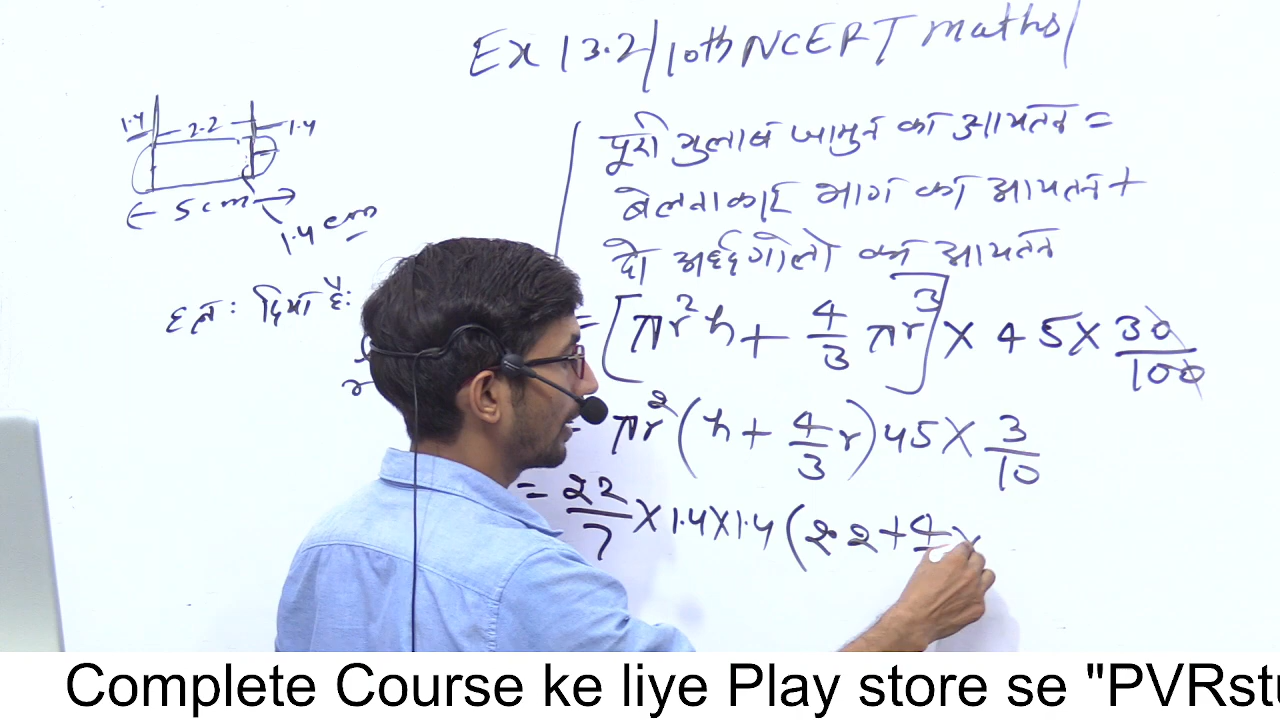 Ex 13.2/10th NCERT maths/
1.4 2.2 1.4
← 5cm →
1.4 cm
हल: दिया है:
r
पूरी गुलाब जामुन का आयतन =
बेलनाकार भाग का आयतन +
दो अर्द्धगोलो का आयतन
= [πr²h + 4/3 πr³] × 45 × 30/100
πr² (h + 4/3 r) 45 × 3/10
= 22/7 × 1.4 × 1.4 (2.2 + 4 ×
Complete Course ke liye Play store se "PVRstu